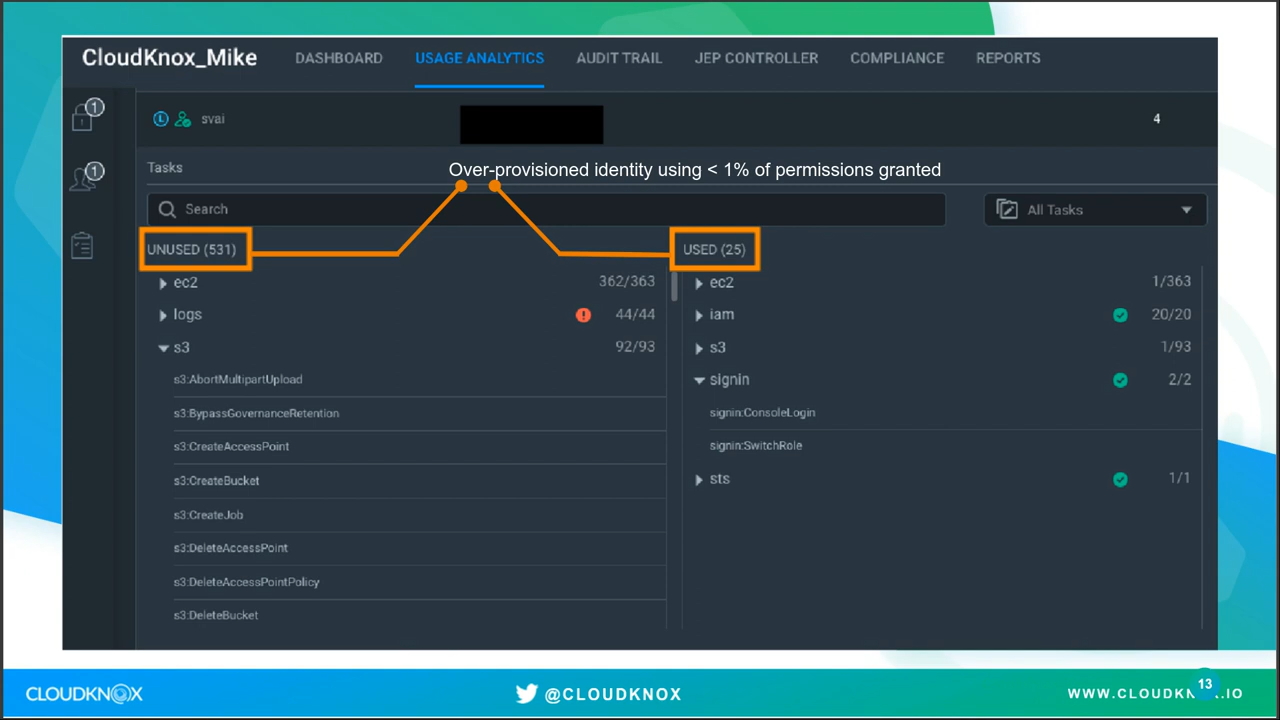 CloudKnox_Mike DASHBOARD USAGE ANALYTICS AUDIT TRAIL JEP CONTROLLER COMPLIANCE REPORTS
1
L svai 4
1
Tasks
Over-provisioned identity using < 1% of permissions granted
Search All Tasks
UNUSED (531)
ec2 362/363
logs 44/44
s3 92/93
s3:AbortMultipartUpload
s3:BypassGovernanceRetention
s3:CreateAccessPoint
s3:CreateBucket
s3:CreateJob
s3:DeleteAccessPoint
s3:DeleteAccessPointPolicy
s3:DeleteBucket
USED (25)
ec2 1/363
iam 20/20
s3 1/93
signin 2/2
signin:ConsoleLogin
signin:SwitchRole
sts 1/1
13
CLOUDKNOX @CLOUDKNOX